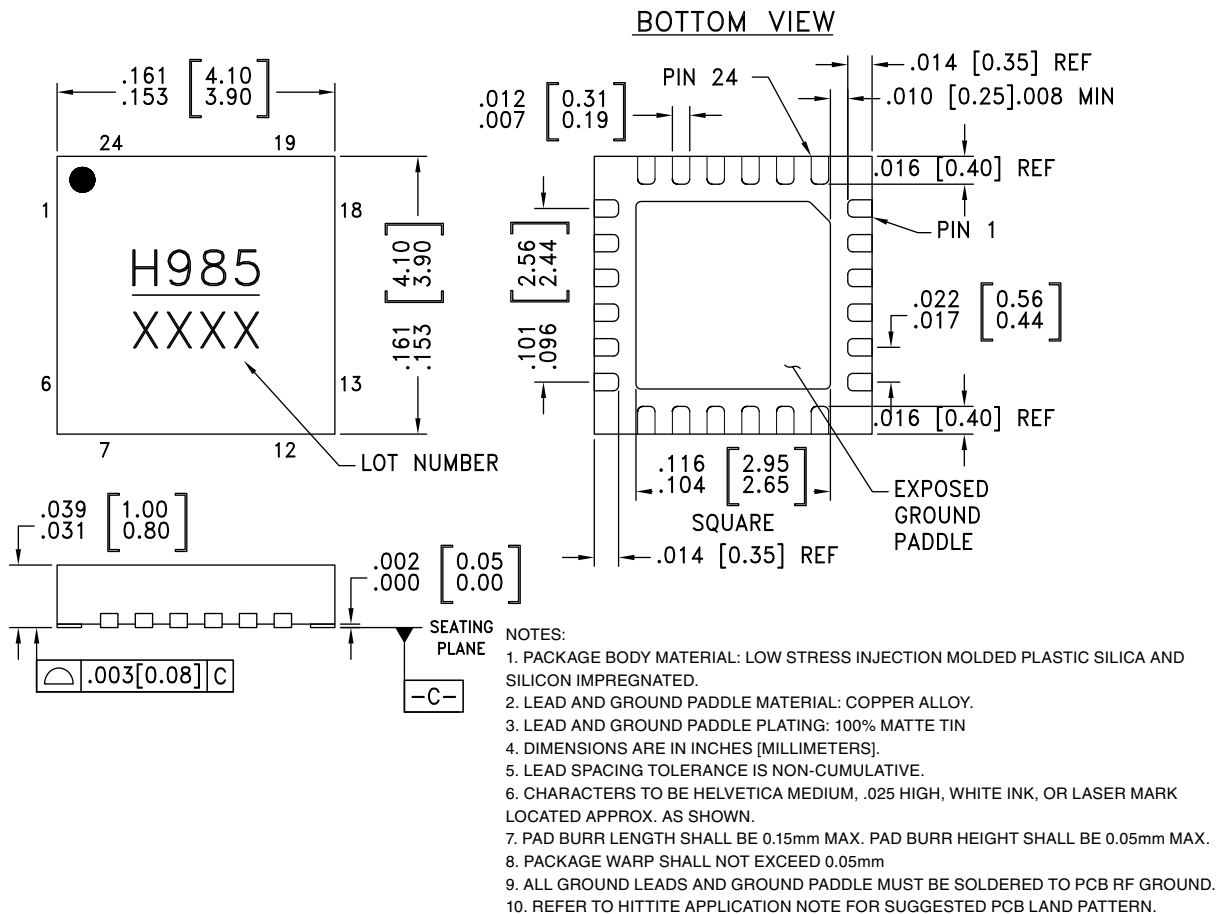 BOTTOM VIEW
.161 [4.10]
.153 [3.90]
24
19
1
18
H985
XXXX
6
13
7
12
LOT NUMBER
[4.10]
[3.90]
.161
.153
.012 [0.31]
.007 [0.19]
PIN 24
.014 [0.35] REF
.010 [0.25].008 MIN
.016 [0.40] REF
PIN 1
[2.56]
[2.44]
.101
.096
.022 [0.56]
.017 [0.44]
.016 [0.40] REF
.116 [2.95]
.104 [2.65]
SQUARE
EXPOSED
GROUND
PADDLE
.014 [0.35] REF
.039 [1.00]
.031 [0.80]
.002 [0.05]
.000 [0.00]
SEATING
PLANE
.003[0.08] C
-C-
NOTES:
1. PACKAGE BODY MATERIAL: LOW STRESS INJECTION MOLDED PLASTIC SILICA AND
SILICON IMPREGNATED.
2. LEAD AND GROUND PADDLE MATERIAL: COPPER ALLOY.
3. LEAD AND GROUND PADDLE PLATING: 100% MATTE TIN
4. DIMENSIONS ARE IN INCHES [MILLIMETERS].
5. LEAD SPACING TOLERANCE IS NON-CUMULATIVE.
6. CHARACTERS TO BE HELVETICA MEDIUM, .025 HIGH, WHITE INK, OR LASER MARK
LOCATED APPROX. AS SHOWN.
7. PAD BURR LENGTH SHALL BE 0.15mm MAX. PAD BURR HEIGHT SHALL BE 0.05mm MAX.
8. PACKAGE WARP SHALL NOT EXCEED 0.05mm
9. ALL GROUND LEADS AND GROUND PADDLE MUST BE SOLDERED TO PCB RF GROUND.
10. REFER TO HITTITE APPLICATION NOTE FOR SUGGESTED PCB LAND PATTERN.